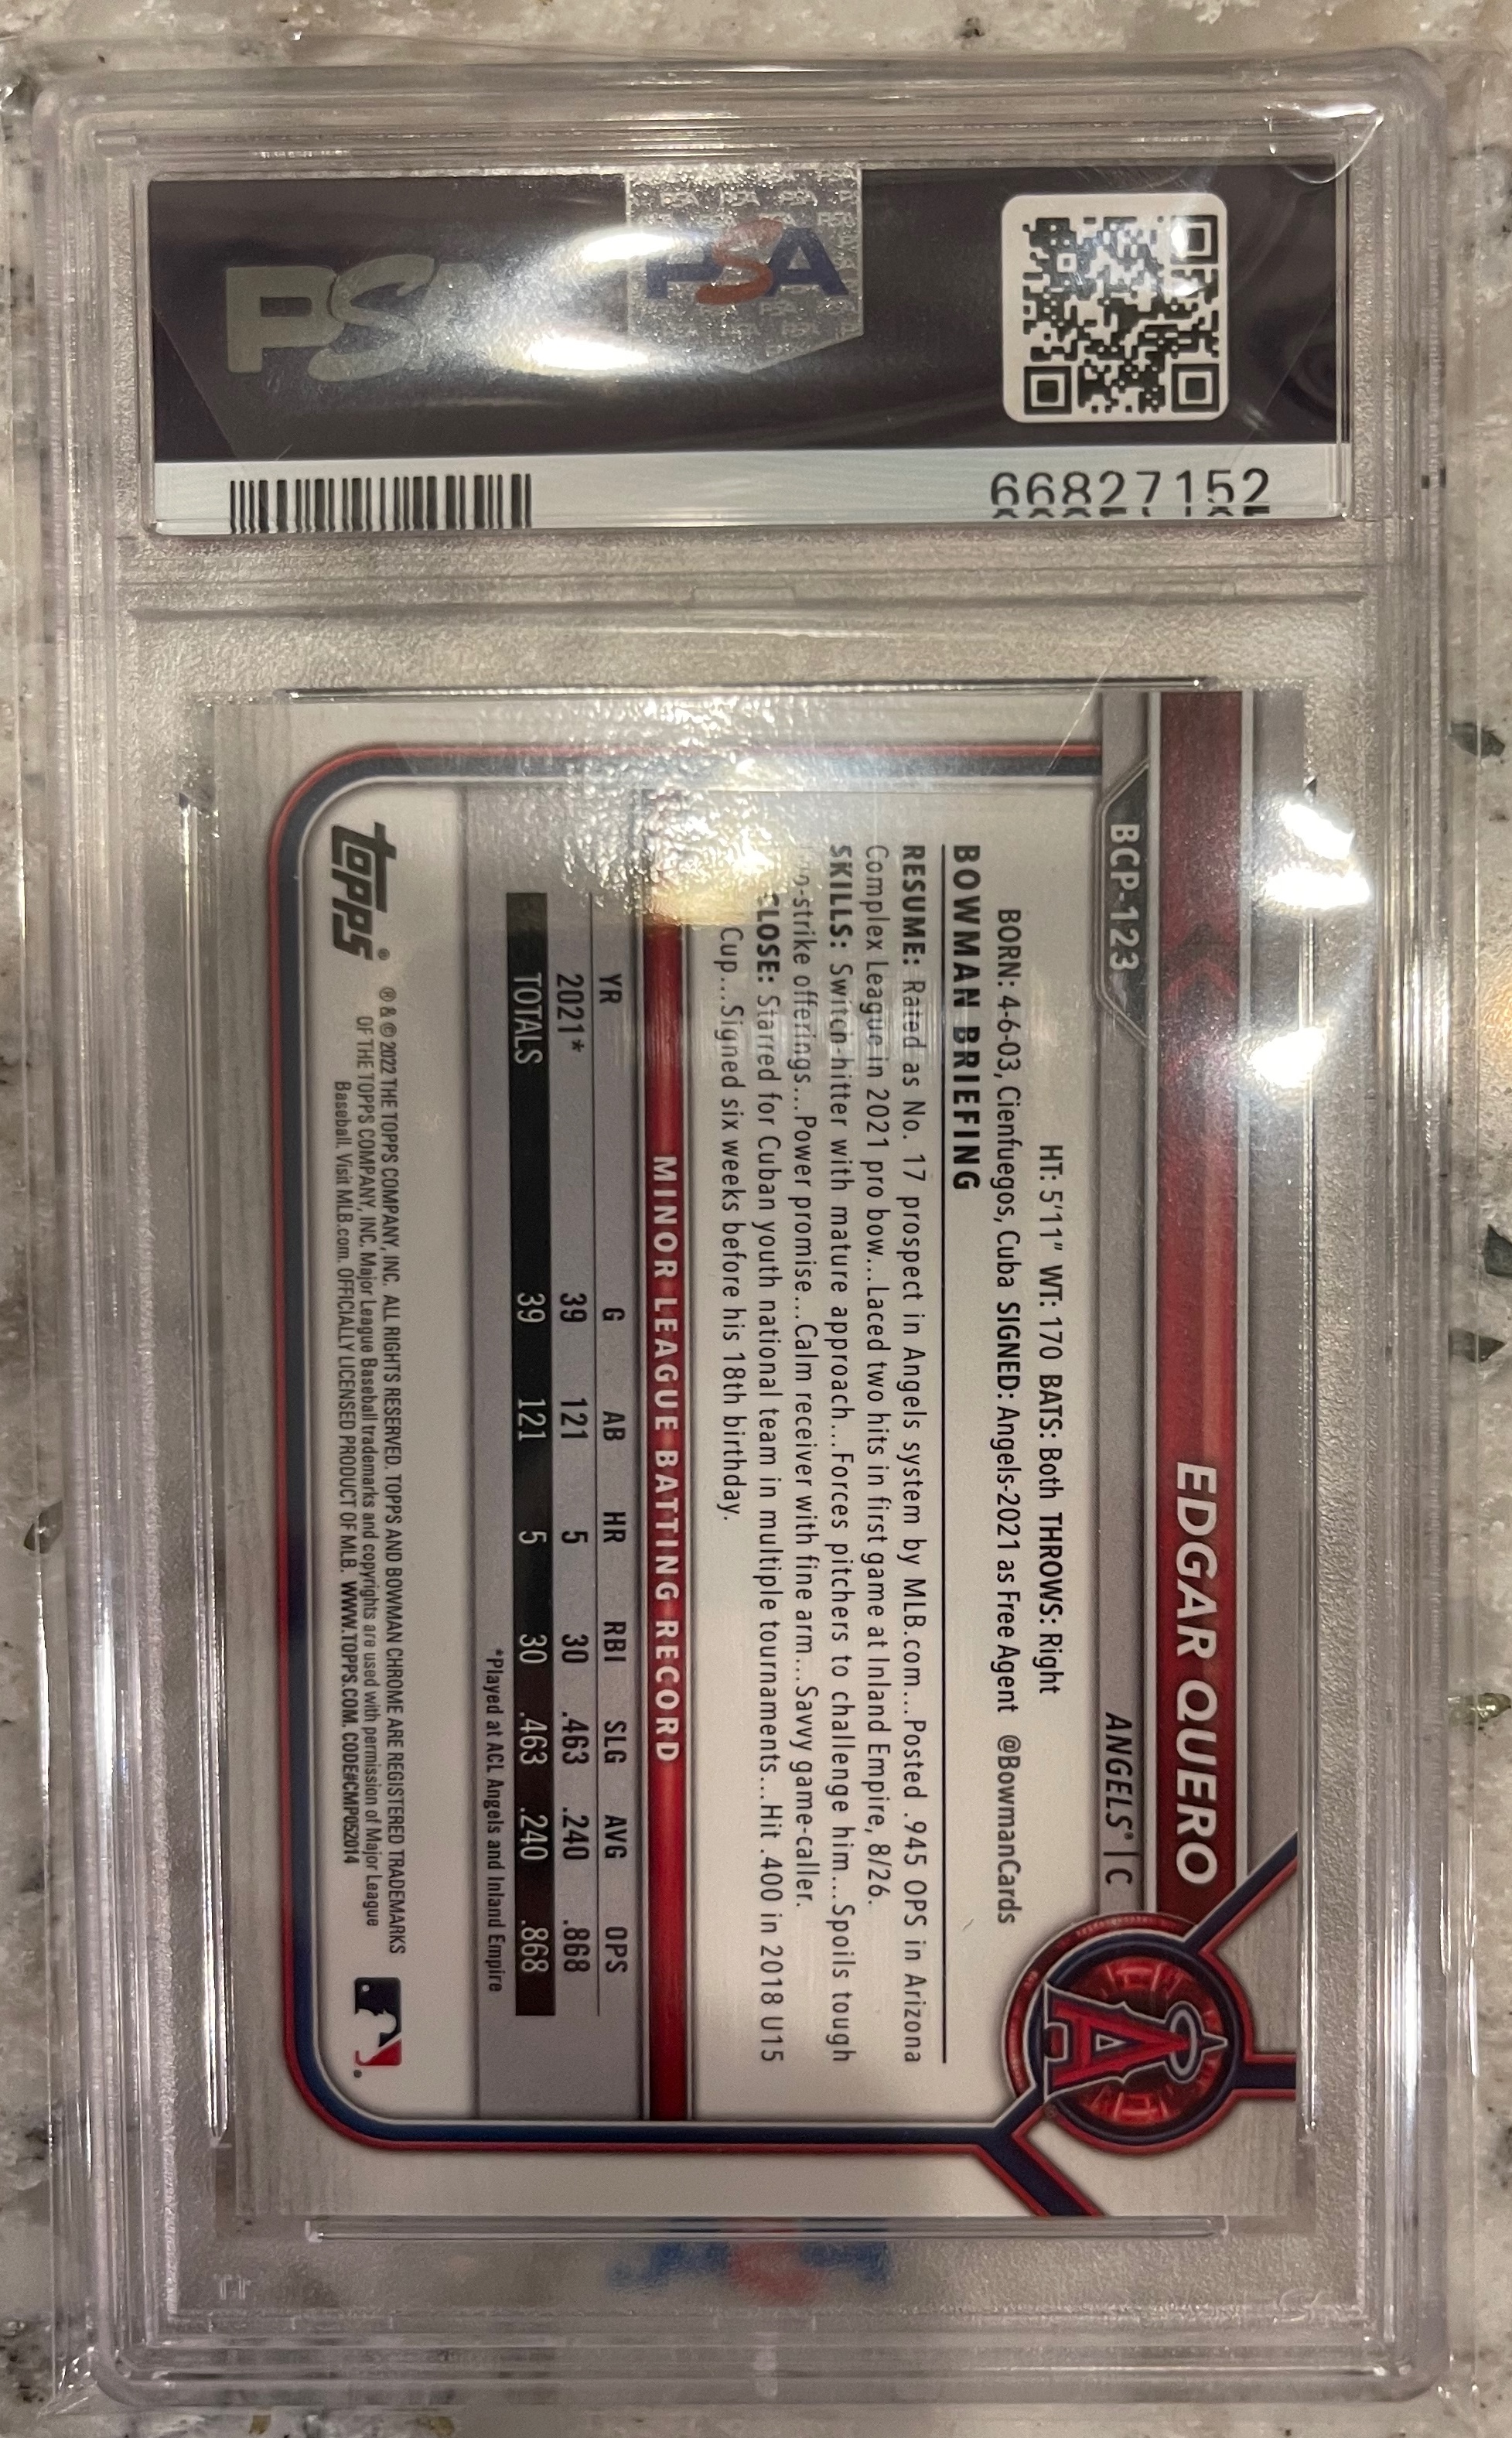 PSA
PSA
66827152
BCP-123
EDGAR QUERO
ANGELS® | C
HT: 5'11" WT: 170 BATS: Both THROWS: Right
BORN: 4-6-03, Cienfuegos, Cuba SIGNED: Angels-2021 as Free Agent @BowmanCards
BOWMAN BRIEFING
RESUME: Rated as No. 17 prospect in Angels system by MLB.com...Posted .945 OPS in Arizona
Complex League in 2021 pro bow...Laced two hits in first game at Inland Empire, 8/26.
SKILLS: Switch-hitter with mature approach...Forces pitchers to challenge him...Spoils tough
-strike offerings...Power promise...Calm receiver with fine arm...Savvy game-caller.
CLOSE: Starred for Cuban youth national team in multiple tournaments...Hit .400 in 2018 U15
Cup...Signed six weeks before his 18th birthday.
MINOR LEAGUE BATTING RECORD
YR G AB HR RBI SLG AVG OPS
2021* 39 121 5 30 .463 .240 .868
TOTALS 39 121 5 30 .463 .240 .868
*Played at ACL Angels and Inland Empire
topps®
® & © 2022 THE TOPPS COMPANY, INC. ALL RIGHTS RESERVED. TOPPS AND BOWMAN CHROME ARE REGISTERED TRADEMARKS
OF THE TOPPS COMPANY, INC. Major League Baseball trademarks and copyrights are used with permission of Major League
Baseball. Visit MLB.com. OFFICIALLY LICENSED PRODUCT OF MLB. WWW.TOPPS.COM. CODE#CMP052014